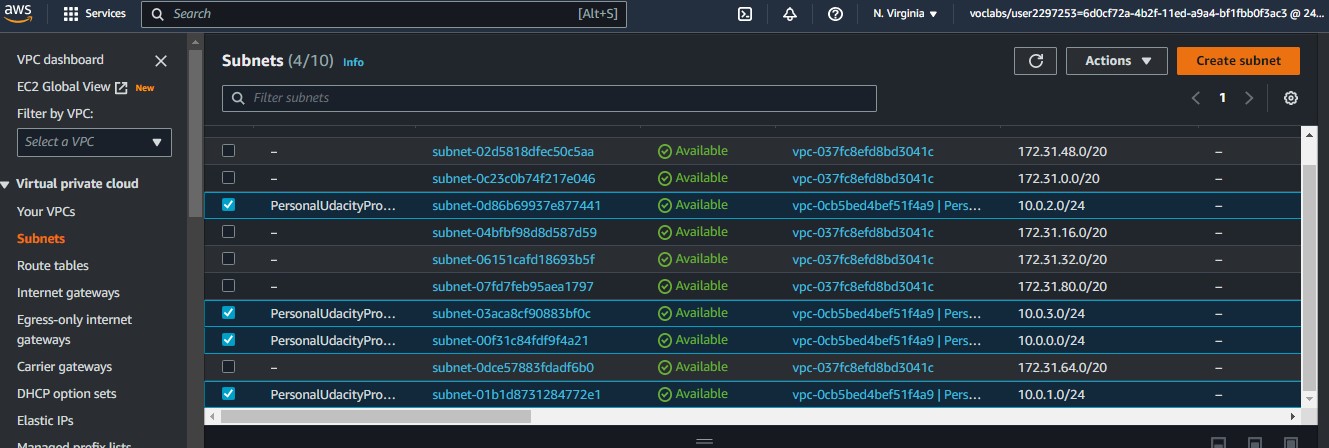 aws
Services
Search
[Alt+S]
N. Virginia
voclabs/user2297253=6d0cf72a-4b2f-11ed-a9a4-bf1fbb0f3ac3 @ 24...
VPC dashboard
EC2 Global View New
Filter by VPC:
Select a VPC
Virtual private cloud
Your VPCs
Subnets
Route tables
Internet gateways
Egress-only internet
gateways
Carrier gateways
DHCP option sets
Elastic IPs
Managed prefix lists
Subnets (4/10) Info
Actions
Create subnet
Filter subnets
1
– subnet-02d5818dfec50c5aa Available vpc-037fc8efd8bd3041c 172.31.48.0/20 –
– subnet-0c23c0b74f217e046 Available vpc-037fc8efd8bd3041c 172.31.0.0/20 –
PersonalUdacityPro... subnet-0d86b69937e877441 Available vpc-0cb5bed4bef51f4a9 | Pers... 10.0.2.0/24 –
– subnet-04bfbf98d8d587d59 Available vpc-037fc8efd8bd3041c 172.31.16.0/20 –
– subnet-06151cafd18693b5f Available vpc-037fc8efd8bd3041c 172.31.32.0/20 –
– subnet-07fd7feb95aea1797 Available vpc-037fc8efd8bd3041c 172.31.80.0/20 –
PersonalUdacityPro... subnet-03aca8cf90883bf0c Available vpc-0cb5bed4bef51f4a9 | Pers... 10.0.3.0/24 –
PersonalUdacityPro... subnet-00f31c84fdf9f4a21 Available vpc-0cb5bed4bef51f4a9 | Pers... 10.0.0.0/24 –
– subnet-0dce57883fdadf6b0 Available vpc-037fc8efd8bd3041c 172.31.64.0/20 –
PersonalUdacityPro... subnet-01b1d8731284772e1 Available vpc-0cb5bed4bef51f4a9 | Pers... 10.0.1.0/24 –